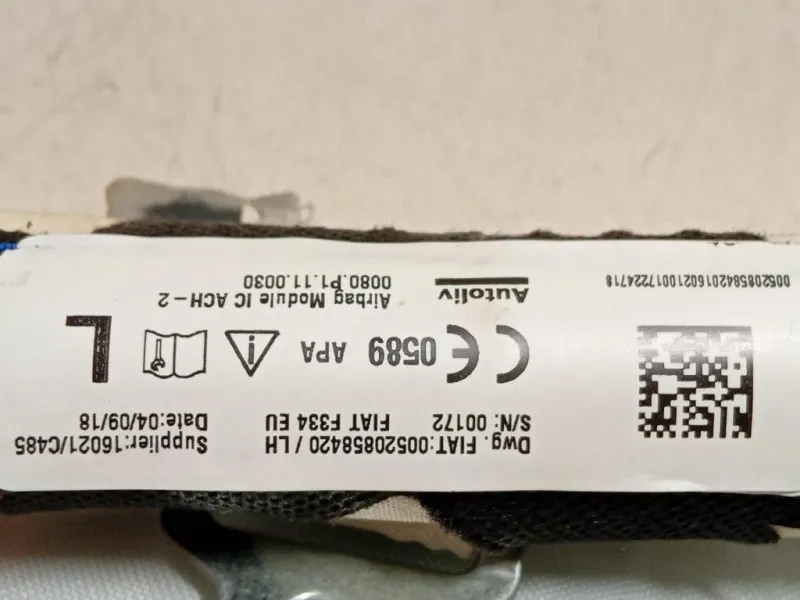 Dwg. FIAT:00520858420 / LH Supplier:16021/C485
S/N: 00172 FIAT F334 EU Date:04/09/18
CE 0589 APA i L
Autoliv Airbag Module IC ACH-2
0080.P1.11.0030
00520858420160210017224718